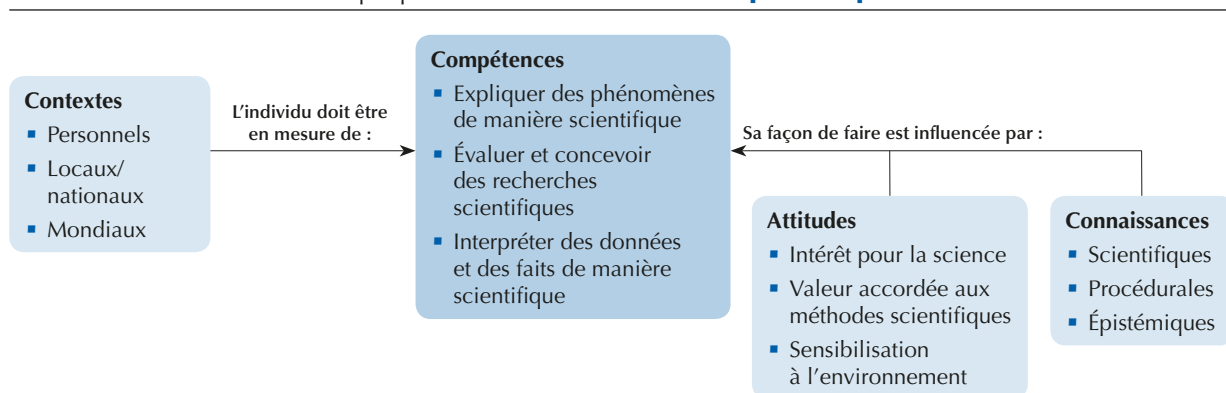 Contextes
▪ Personnels
▪ Locaux/
nationaux
▪ Mondiaux
L'individu doit être
en mesure de :
Compétences
▪ Expliquer des phénomènes
de manière scientifique
▪ Évaluer et concevoir
des recherches
scientifiques
▪ Interpréter des données
et des faits de manière
scientifique
Sa façon de faire est influencée par :
Attitudes
▪ Intérêt pour la science
▪ Valeur accordée aux
méthodes scientifiques
▪ Sensibilisation
à l'environnement
Connaissances
▪ Scientifiques
▪ Procédurales
▪ Épistémiques